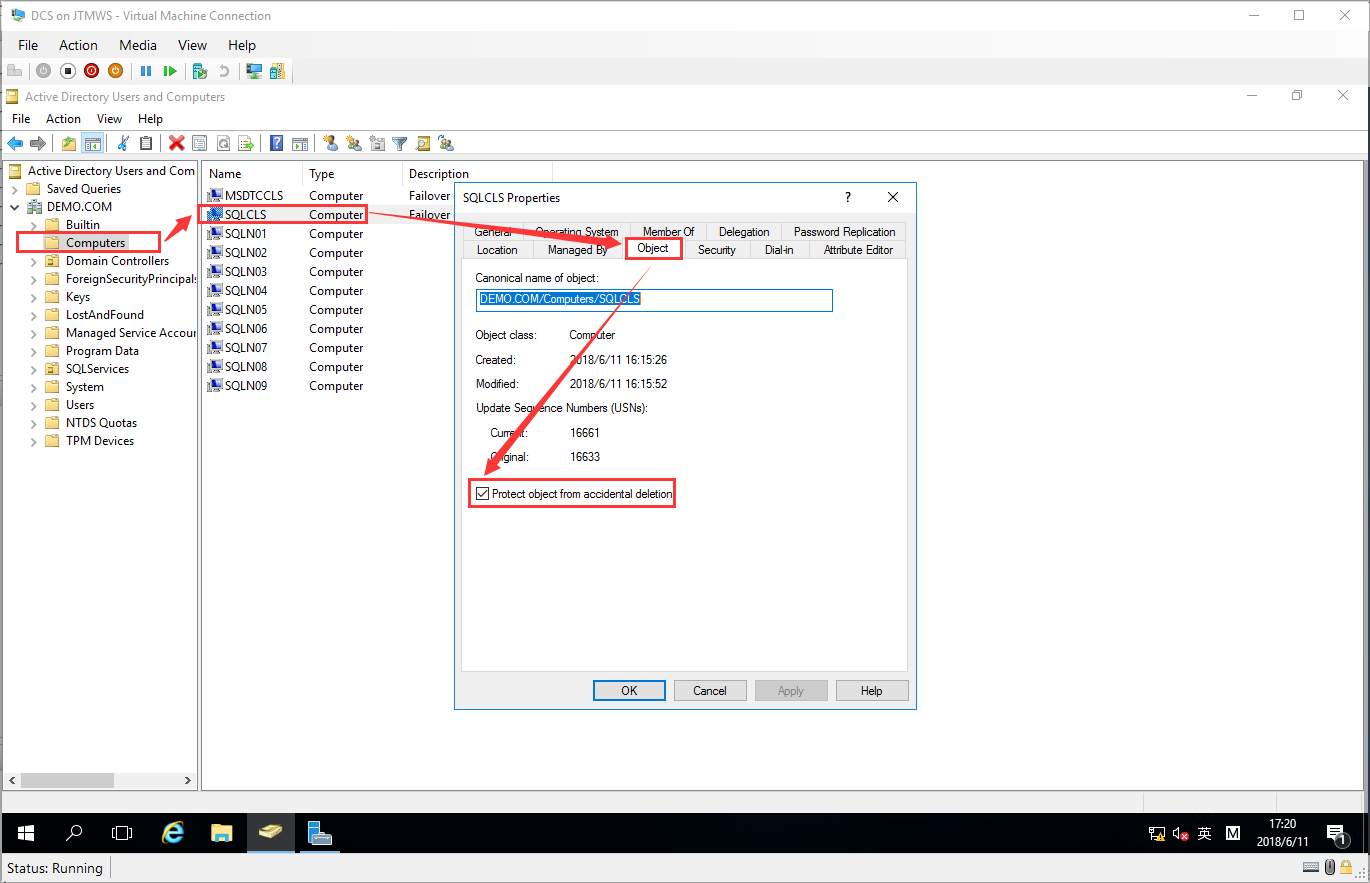 DCS on JTMWS - Virtual Machine Connection
File Action Media View Help
Active Directory Users and Computers
File Action View Help
Active Directory Users and Com
Saved Queries
DEMO.COM
Builtin
Computers
Domain Controllers
ForeignSecurityPrincipals
Keys
LostAndFound
Managed Service Accour
Program Data
SQLServices
System
Users
NTDS Quotas
TPM Devices
Name Type Description
MSDTCCLS Computer Failover
SQLCLS Computer Failover
SQLN01 Computer
SQLN02 Computer
SQLN03 Computer
SQLN04 Computer
SQLN05 Computer
SQLN06 Computer
SQLN07 Computer
SQLN08 Computer
SQLN09 Computer
SQLCLS Properties
?
General Operating System Member Of Delegation Password Replication
Location Managed By Object Security Dial-in Attribute Editor
Canonical name of object:
DEMO.COM/Computers/SQLCLS
Object class: Computer
Created: 2018/6/11 16:15:26
Modified: 2018/6/11 16:15:52
Update Sequence Numbers (USNs):
Current: 16661
Original: 16633
Protect object from accidental deletion
OK Cancel Apply Help
英 M
17:20
2018/6/11
1
Status: Running